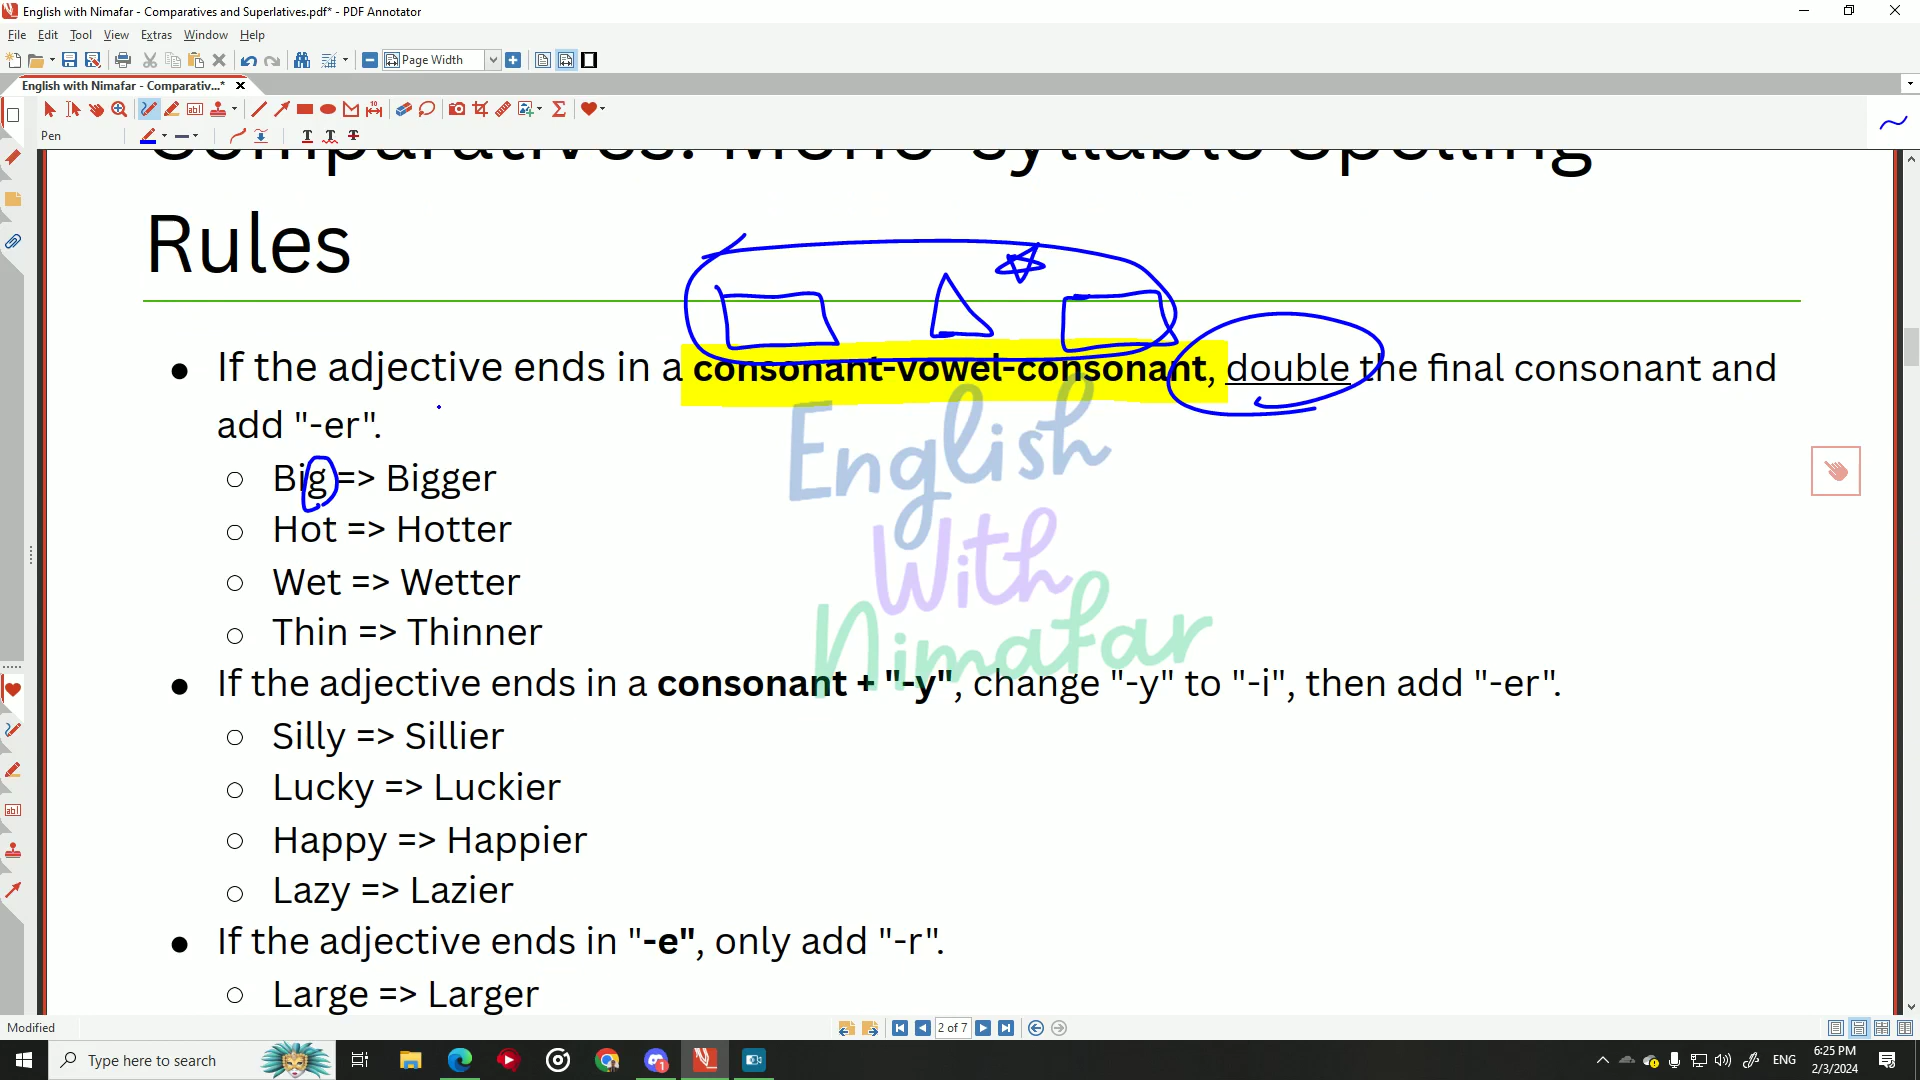 English with Nimafar - Comparatives and Superlatives.pdf* - PDF Annotator
File Edit Tool View Extras Window Help
Page Width
English with Nimafar - Comparativ...*
Pen
Comparatives: Mono-syllable Spelling
Rules
● If the adjective ends in a consonant-vowel-consonant, double the final consonant and
add "-er".
○ Big => Bigger
○ Hot => Hotter
○ Wet => Wetter
○ Thin => Thinner
● If the adjective ends in a consonant + "-y", change "-y" to "-i", then add "-er".
○ Silly => Sillier
○ Lucky => Luckier
○ Happy => Happier
○ Lazy => Lazier
● If the adjective ends in "-e", only add "-r".
○ Large => Larger
English
With
Nimafar
Modified
2 of 7
Type here to search
ENG
6:25 PM
2/3/2024